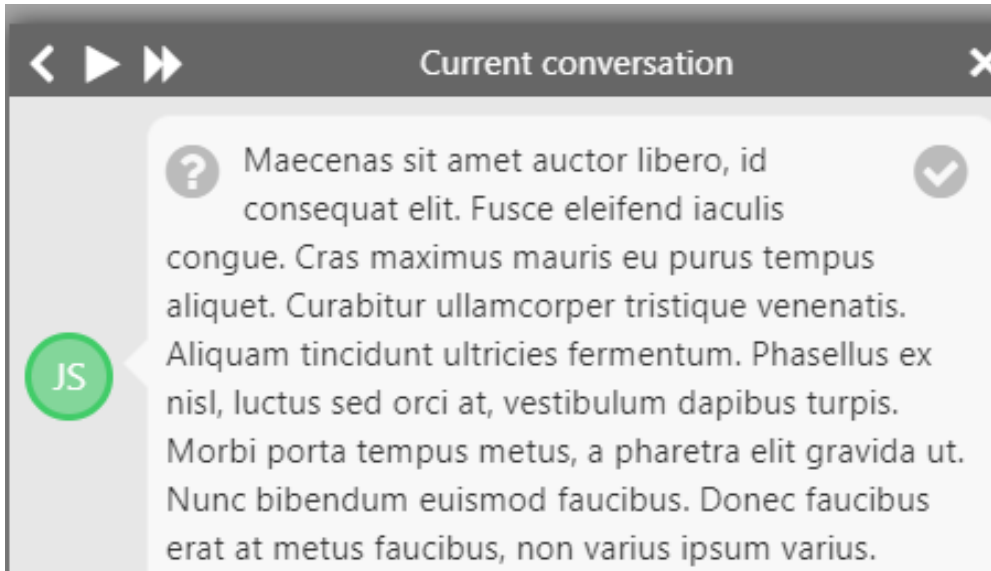 Current conversation
Maecenas sit amet auctor libero, id
consequat elit. Fusce eleifend iaculis
congue. Cras maximus mauris eu purus tempus
aliquet. Curabitur ullamcorper tristique venenatis.
Aliquam tincidunt ultricies fermentum. Phasellus ex
JS
nisl, luctus sed orci at, vestibulum dapibus turpis.
Morbi porta tempus metus, a pharetra elit gravida ut.
Nunc bibendum euismod faucibus. Donec faucibus
erat at metus faucibus, non varius ipsum varius.